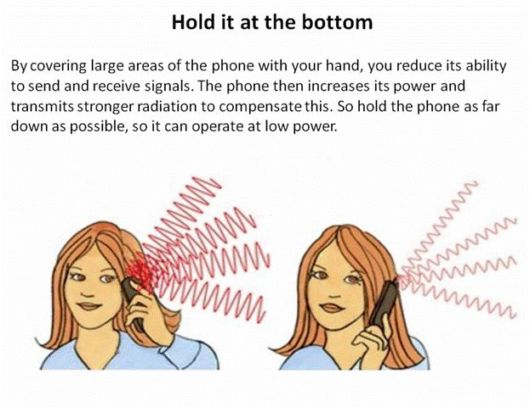 Hold it at the bottom
By covering large areas of the phone with your hand, you reduce its ability
to send and receive signals. The phone then increases its power and
transmits stronger radiation to compensate this. So hold the phone as far
down as possible, so it can operate at low power.